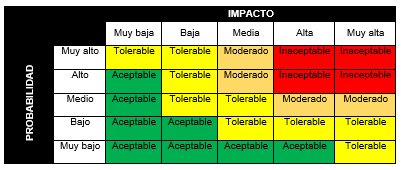 IMPACTO
Muy baja Baja Media Alta Muy alta
PROBABILIDAD
Muy alto Tolerable Tolerable Moderado Inaceptable Inaceptable
Alto Aceptable Tolerable Moderado Inaceptable Inaceptable
Medio Aceptable Tolerable Tolerable Moderado Moderado
Bajo Aceptable Aceptable Tolerable Tolerable Tolerable
Muy bajo Aceptable Aceptable Aceptable Aceptable Tolerable